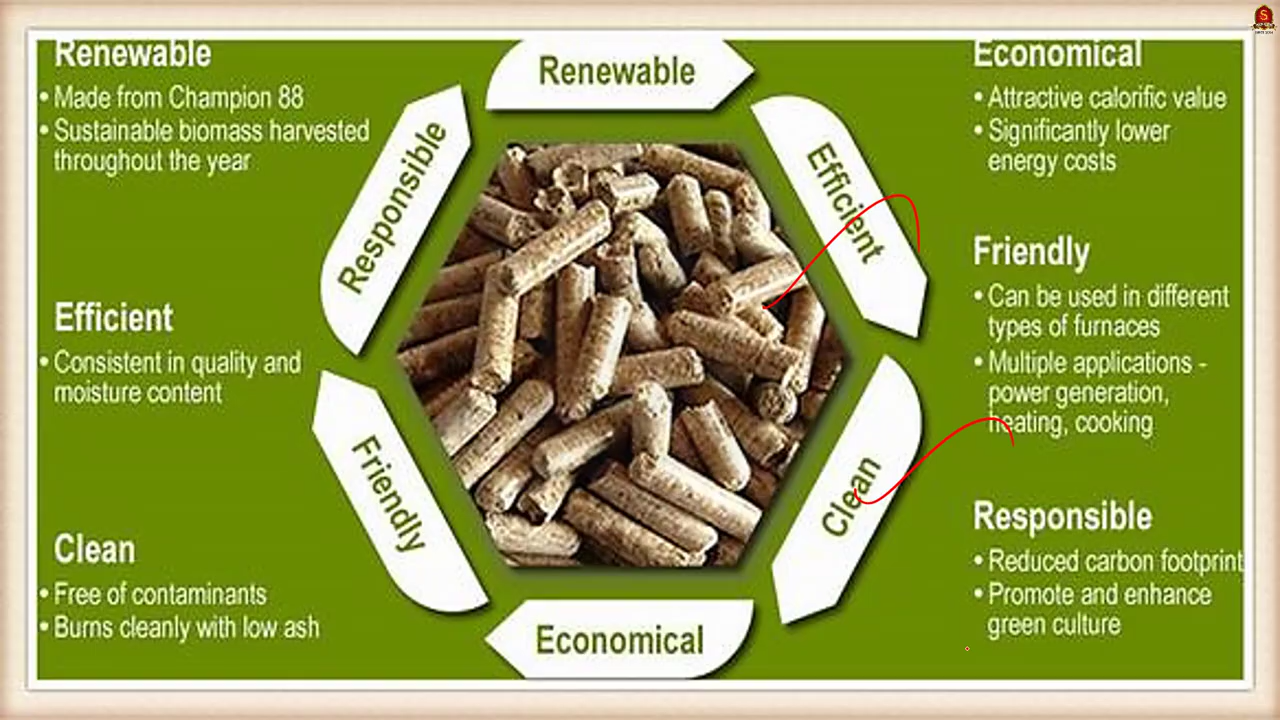 Renewable
• Made from Champion 88
• Sustainable biomass harvested
throughout the year
Efficient
• Consistent in quality and
moisture content
Clean
• Free of contaminants
• Burns cleanly with low ash
Renewable
Efficient
Clean
Economical
Friendly
Responsible
Economical
• Attractive calorific value
• Significantly lower
energy costs
Friendly
• Can be used in different
types of furnaces
• Multiple applications -
power generation,
heating, cooking
Responsible
• Reduced carbon footprint
• Promote and enhance
green culture
S